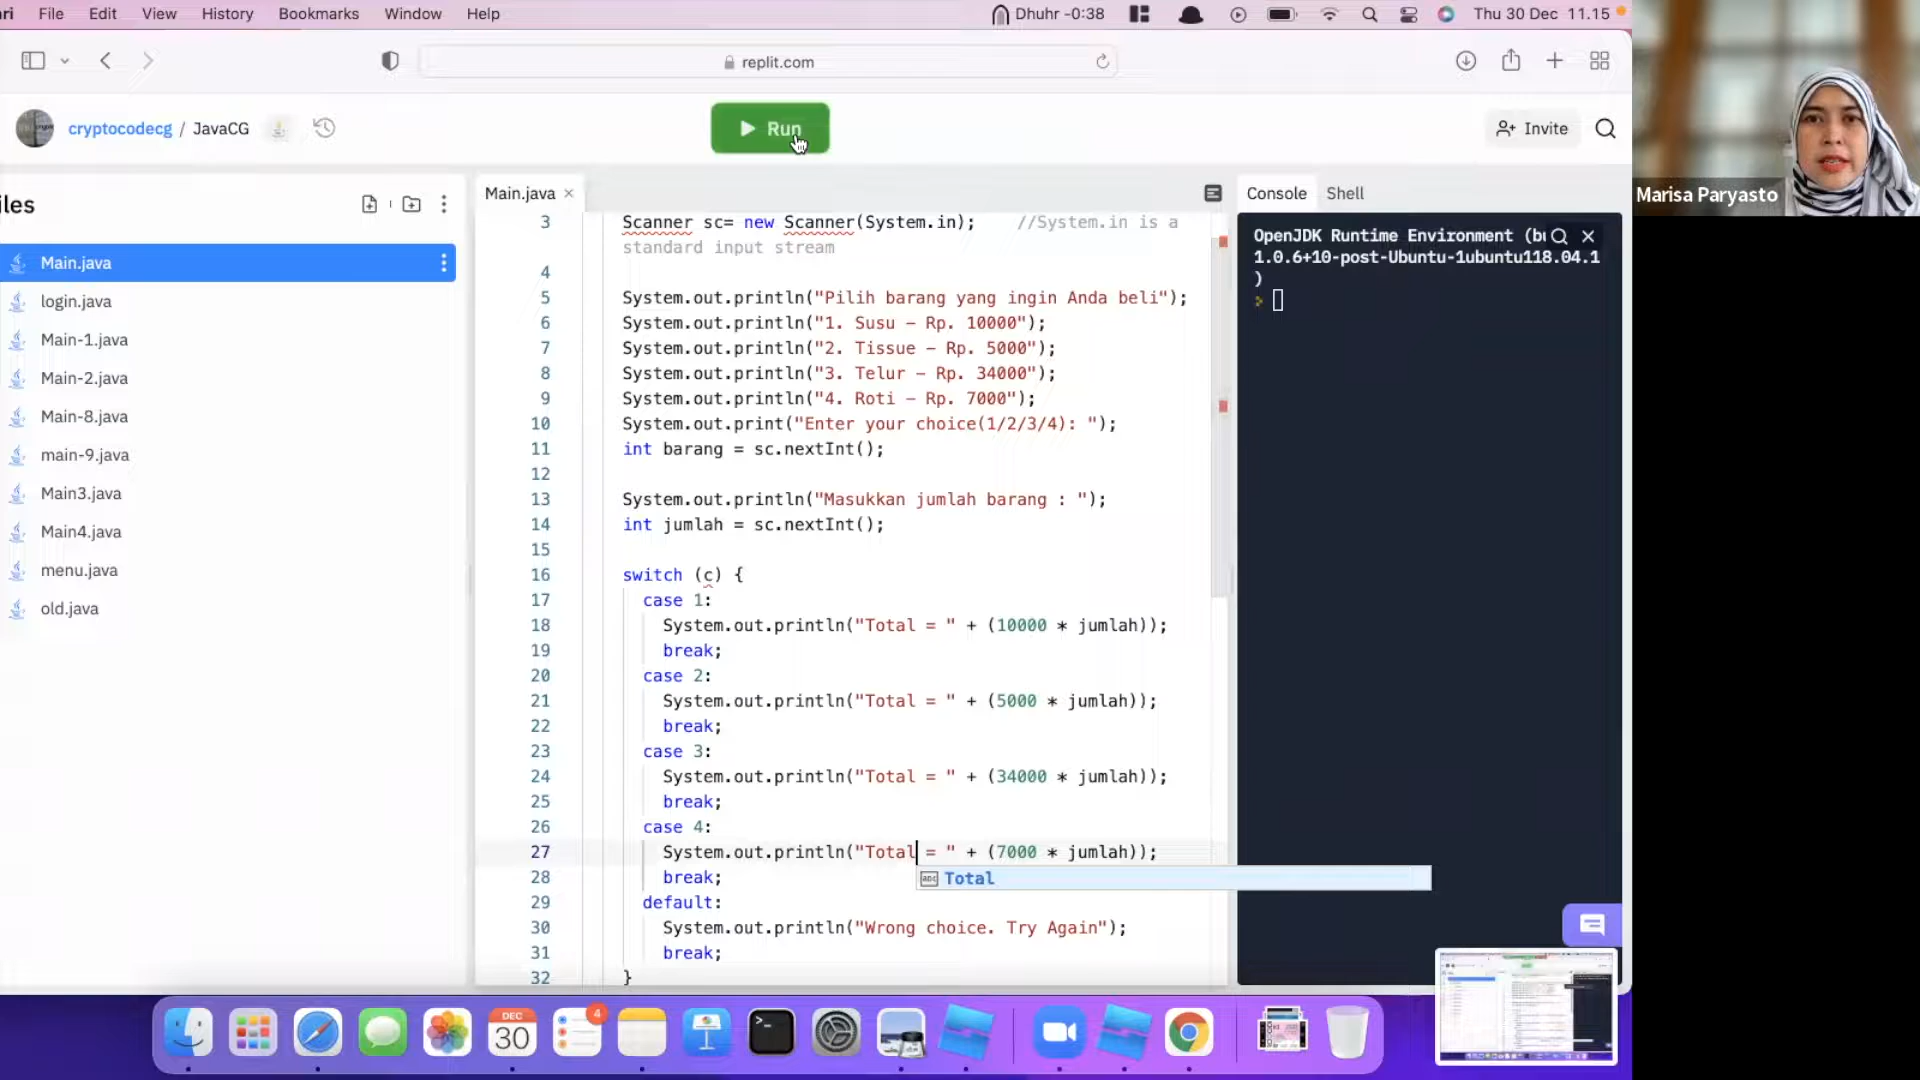 ri File Edit View History Bookmarks Window Help Dhuhr -0:38 Thu 30 Dec 11.15
replit.com
cryptocodecg / JavaCG
Run
Invite
iles
Main.java
login.java
Main-1.java
Main-2.java
Main-8.java
main-9.java
Main3.java
Main4.java
menu.java
old.java
Main.java
3 Scanner sc= new Scanner(System.in); //System.in is a
standard input stream
4
5 System.out.println("Pilih barang yang ingin Anda beli");
6 System.out.println("1. Susu – Rp. 10000");
7 System.out.println("2. Tissue – Rp. 5000");
8 System.out.println("3. Telur – Rp. 34000");
9 System.out.println("4. Roti – Rp. 7000");
10 System.out.print("Enter your choice(1/2/3/4): ");
11 int barang = sc.nextInt();
12
13 System.out.println("Masukkan jumlah barang : ");
14 int jumlah = sc.nextInt();
15
16 switch (c) {
17 case 1:
18 System.out.println("Total = " + (10000 * jumlah));
19 break;
20 case 2:
21 System.out.println("Total = " + (5000 * jumlah));
22 break;
23 case 3:
24 System.out.println("Total = " + (34000 * jumlah));
25 break;
26 case 4:
27 System.out.println("Total = " + (7000 * jumlah));
28 break;
abc Total
29 default:
30 System.out.println("Wrong choice. Try Again");
31 break;
32 }
Console Shell
OpenJDK Runtime Environment (bu
1.0.6+10-post-Ubuntu-1ubuntu118.04.1
)
Marisa Paryasto
DEC
30
4